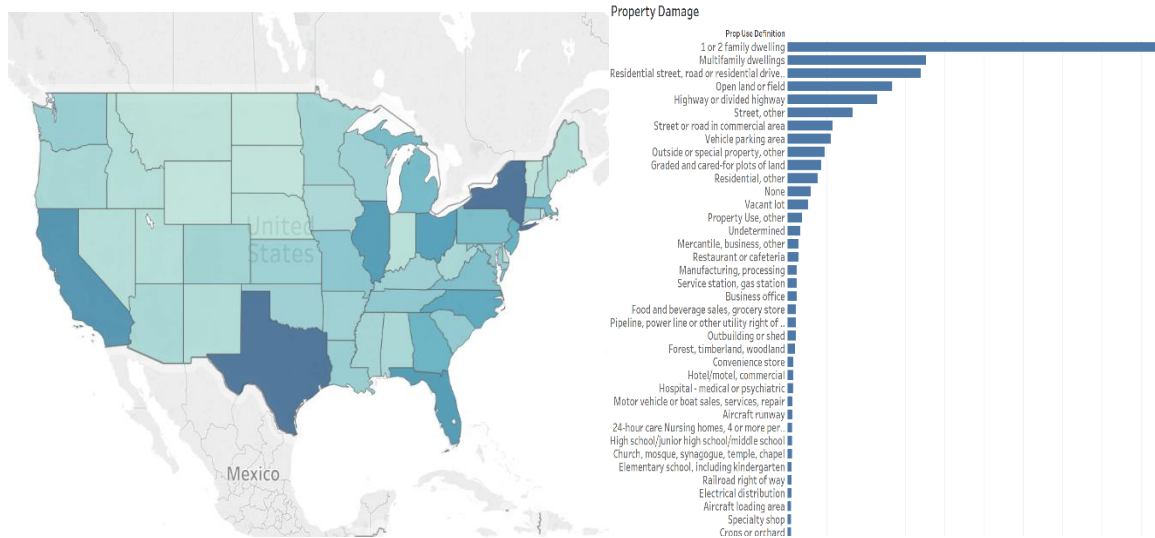 United
States
Mexico
Property Damage
Prop Use Definition
1 or 2 family dwelling
Multifamily dwellings
Residential street, road or residential drive..
Open land or field
Highway or divided highway
Street, other
Street or road in commercial area
Vehicle parking area
Outside or special property, other
Graded and cared-for plots of land
Residential, other
None
Vacant lot
Property Use, other
Undetermined
Mercantile, business, other
Restaurant or cafeteria
Manufacturing, processing
Service station, gas station
Business office
Food and beverage sales, grocery store
Pipeline, power line or other utility right of ..
Outbuilding or shed
Forest, timberland, woodland
Convenience store
Hotel/motel, commercial
Hospital - medical or psychiatric
Motor vehicle or boat sales, services, repair
Aircraft runway
24-hour care Nursing homes, 4 or more per..
High school/junior high school/middle school
Church, mosque, synagogue, temple, chapel
Elementary school, including kindergarten
Railroad right of way
Electrical distribution
Aircraft loading area
Specialty shop
Crops or orchard